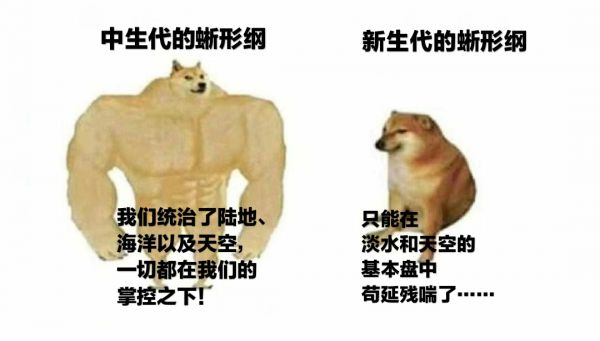 中生代的蜥形纲
我们统治了陆地、
海洋以及天空,
一切都在我们的
掌控之下!
新生代的蜥形纲
只能在
淡水和天空的
基本盘中
苟延残喘了……